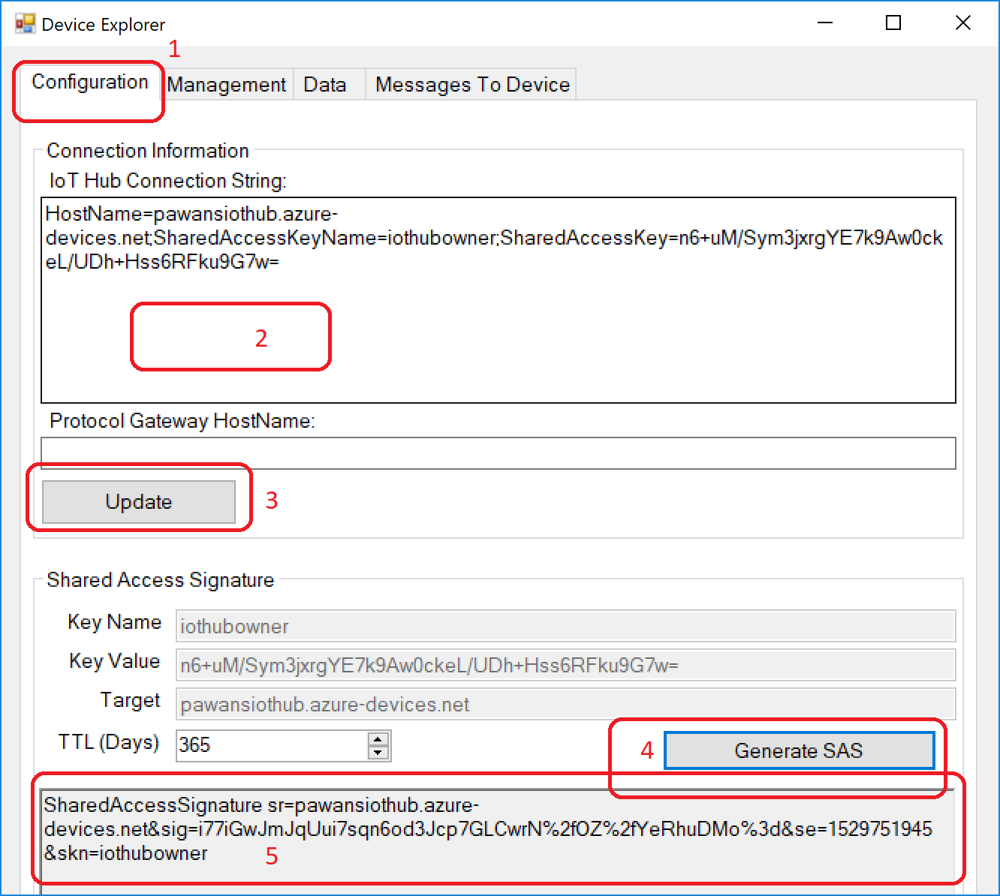 Device Explorer
1
Configuration Management Data Messages To Device
Connection Information
IoT Hub Connection String:
HostName=pawansiothub.azure-
devices.net;SharedAccessKeyName=iothubowner;SharedAccessKey=n6+uM/Sym3jxrgYE7k9Aw0ck
eL/UDh+Hss6RFku9G7w=
2
Protocol Gateway HostName:
Update 3
Shared Access Signature
Key Name iothubowner
Key Value n6+uM/Sym3jxrgYE7k9Aw0ckeL/UDh+Hss6RFku9G7w=
Target pawansiothub.azure-devices.net
TTL (Days) 365 4 Generate SAS
SharedAccessSignature sr=pawansiothub.azure-
devices.net&sig=i77iGwJmJqUui7sqn6od3Jcp7GLCwrN%2fOZ%2fYeRhuDMo%3d&se=1529751945
&skn=iothubowner 5